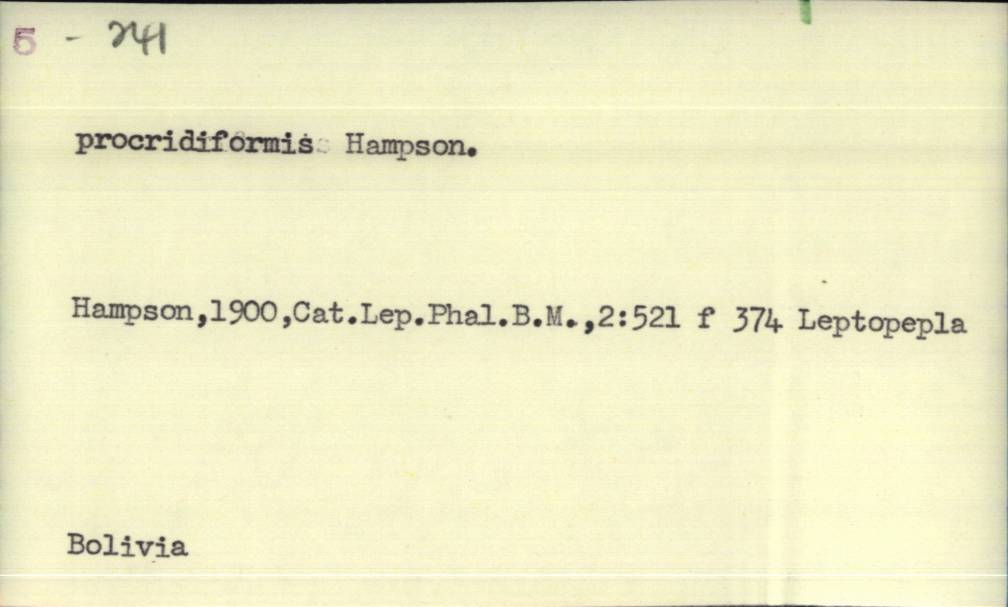 5 - 241
procridiformis Hampson.
Hampson,1900,Cat.Lep.Phal.B.M.,2:521 f 374 Leptopepla
Bolivia